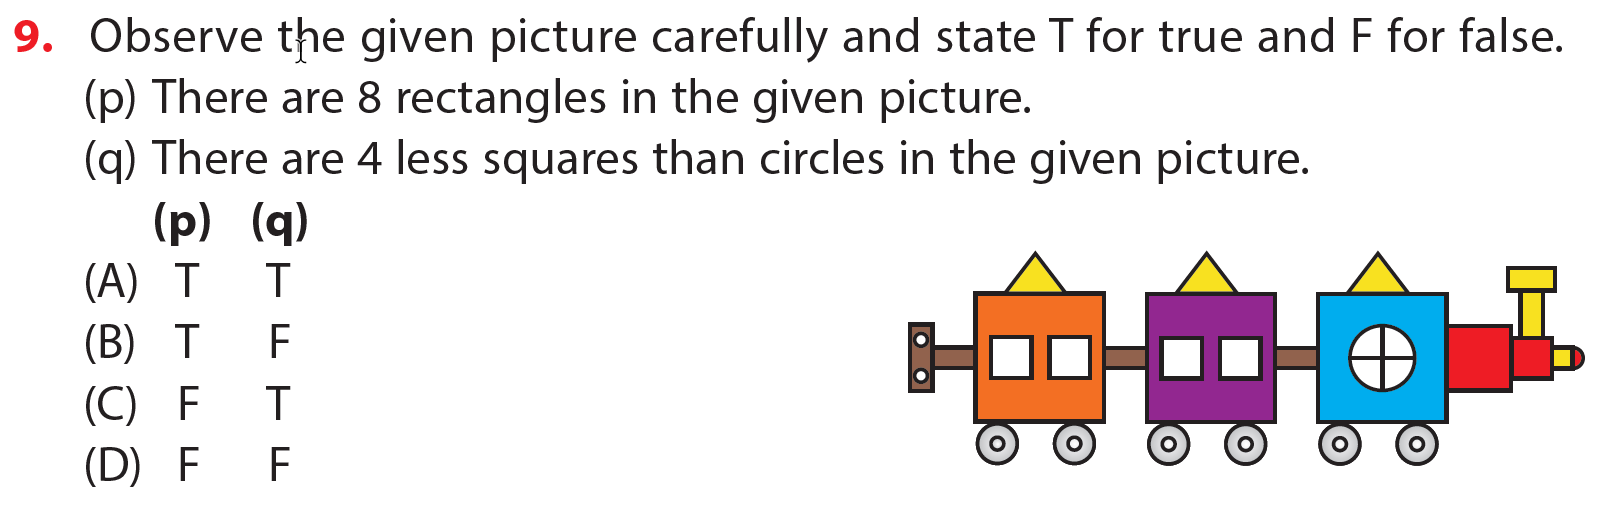 9. Observe the given picture carefully and state T for true and F for false.
(p) There are 8 rectangles in the given picture.
(q) There are 4 less squares than circles in the given picture.
(p) (q)
(A) T T
(B) T F
(C) F T
(D) F F